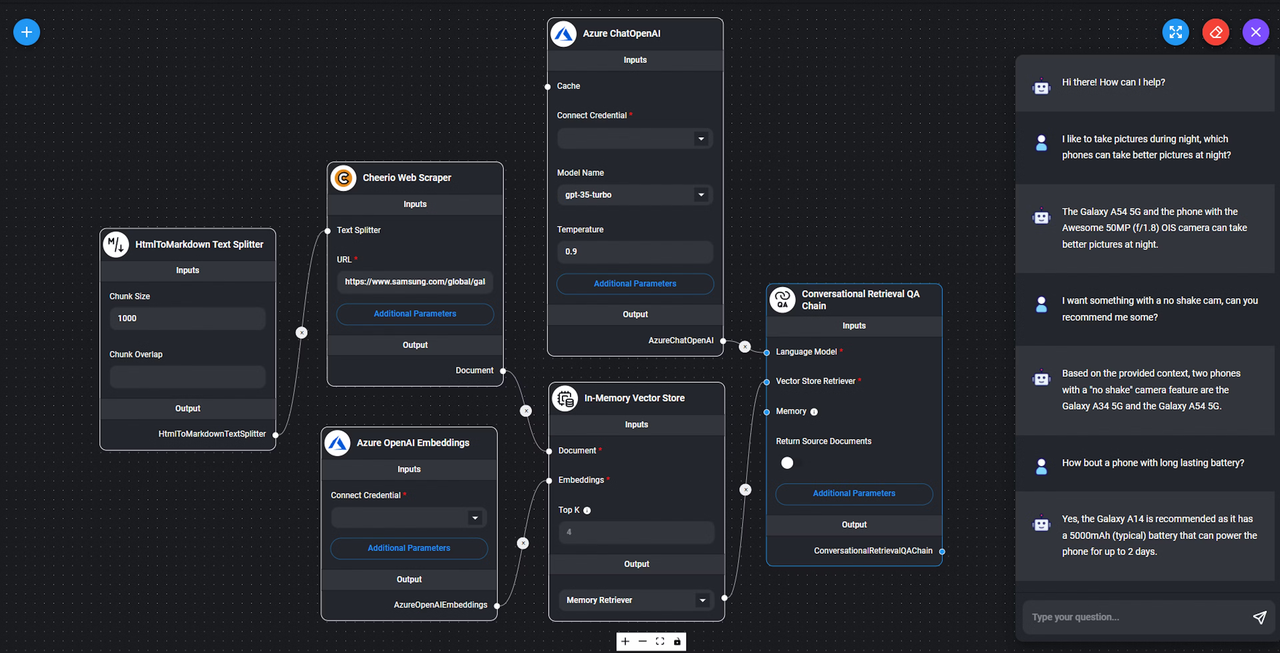 HtmlToMarkdown Text Splitter
Inputs
Chunk Size
1000
Chunk Overlap
Output
HtmlToMarkdownTextSplitter
Cheerio Web Scraper
Inputs
Text Splitter
URL *
https://www.samsung.com/global/gal
Additional Parameters
Output
Document
Azure OpenAI Embeddings
Inputs
Connect Credential *
Additional Parameters
Output
AzureOpenAIEmbeddings
Azure ChatOpenAI
Inputs
Cache
Connect Credential *
Model Name
gpt-35-turbo
Temperature
0.9
Additional Parameters
Output
AzureChatOpenAI
In-Memory Vector Store
Inputs
Document *
Embeddings *
Top K
4
Output
Memory Retriever
QA
Conversational Retrieval QA
Chain
Inputs
Language Model *
Vector Store Retriever *
Memory
Return Source Documents
Additional Parameters
Output
ConversationalRetrievalQAChain
Hi there! How can I help?
I like to take pictures during night, which
phones can take better pictures at night?
The Galaxy A54 5G and the phone with the
Awesome 50MP (f/1.8) OIS camera can take
better pictures at night.
I want something with a no shake cam, can you
recommend me some?
Based on the provided context, two phones
with a "no shake" camera feature are the
Galaxy A34 5G and the Galaxy A54 5G.
How bout a phone with long lasting battery?
Yes, the Galaxy A14 is recommended as it has
a 5000mAh (typical) battery that can power the
phone for up to 2 days.
Type your question...